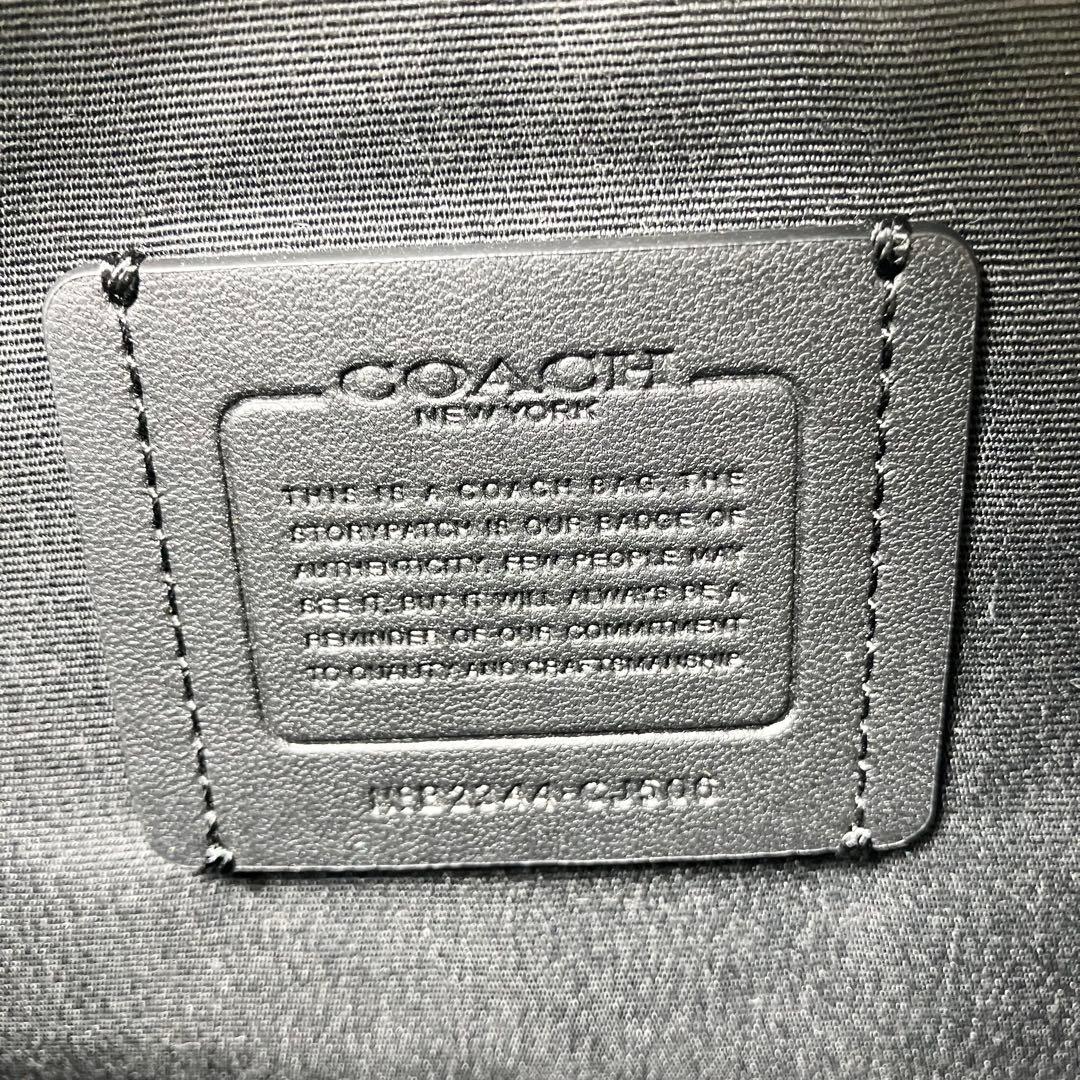 COACH
NEW YORK
THIS IS A COACH BAG. THE
STORYPATCH IS OUR BADGE OF
AUTHENTICITY. FEW PEOPLE MAY
SEE IT, BUT IT WILL ALWAYS BE A
REMINDER OF OUR COMMITMENT
TO QUALITY AND CRAFTSMANSHIP.